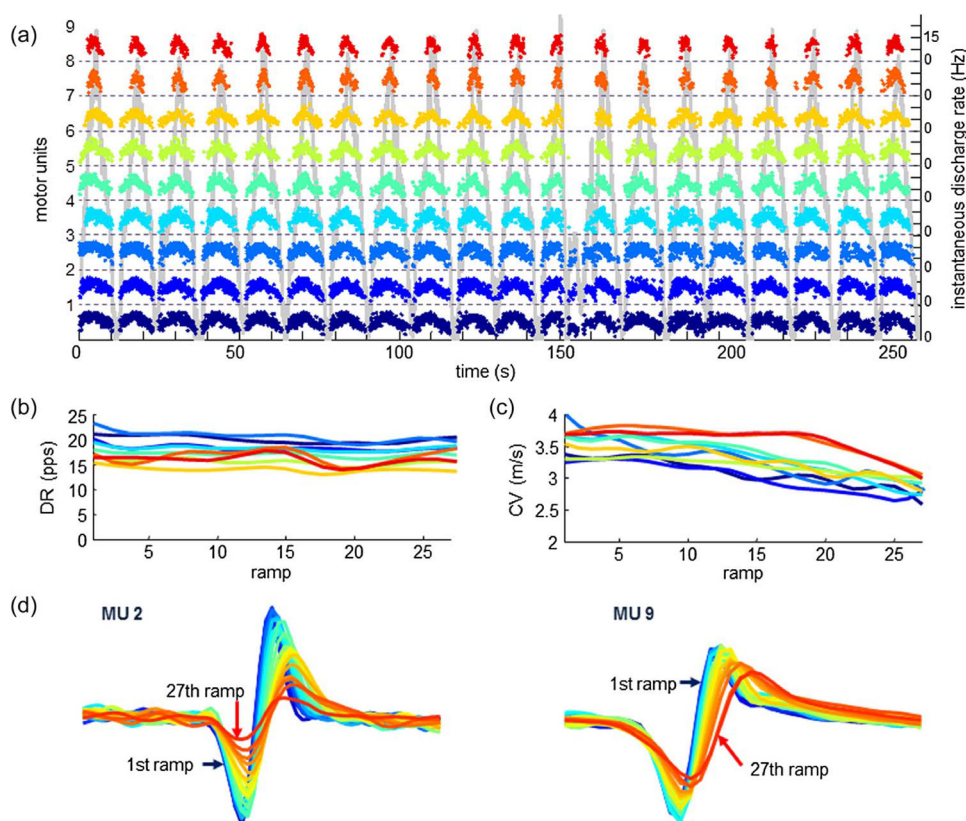 (a)
9
8
7
6
5
4
3
2
1
motor units
15
0
0
0
0
0
0
0
0
0
instantaneous discharge rate (Hz)
0 50 100 150 200 250
time (s)
(b)
25
20
15
10
5
0
DR (pps)
5 10 15 20 25
ramp
(c)
4
3.5
3
2.5
2
CV (m/s)
5 10 15 20 25
ramp
(d)
MU 2
27th ramp
1st ramp
MU 9
1st ramp
27th ramp